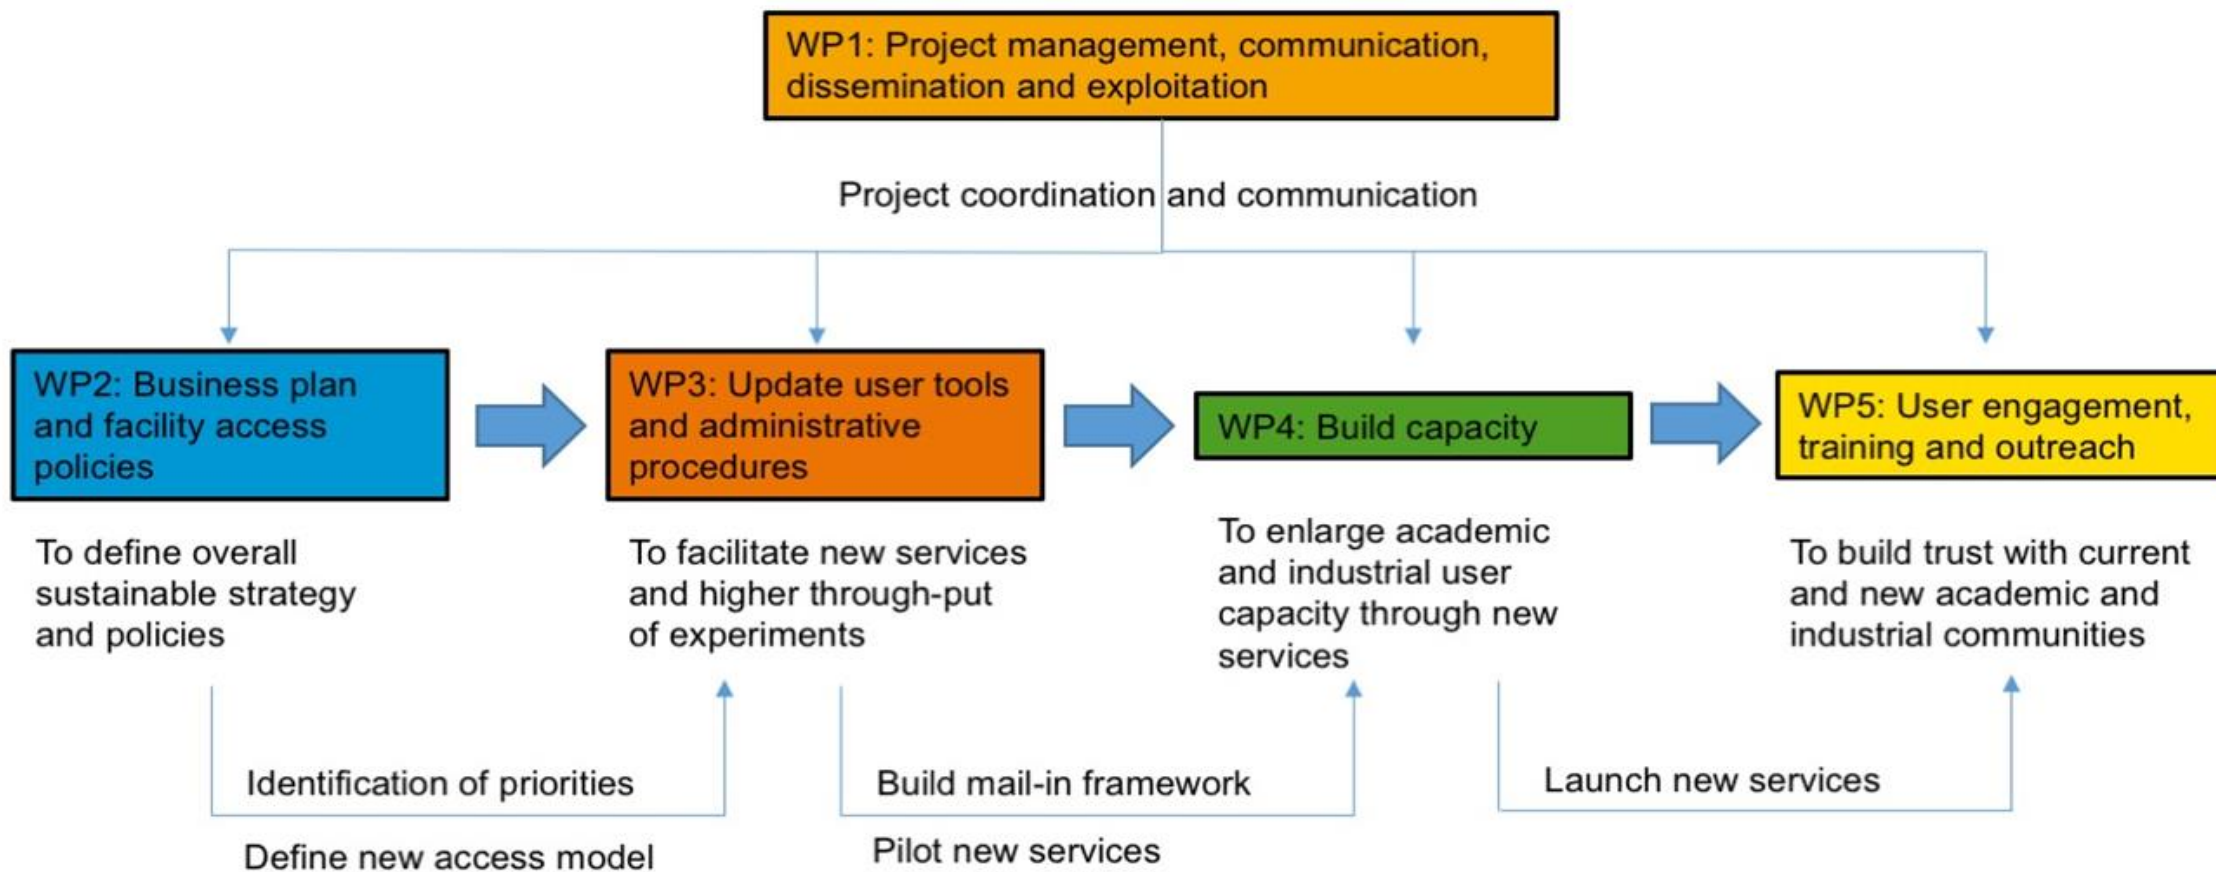 WP1: Project management, communication,
dissemination and exploitation
Project coordination and communication
WP2: Business plan
and facility access
policies
WP3: Update user tools
and administrative
procedures
WP4: Build capacity
WP5: User engagement,
training and outreach
To define overall
sustainable strategy
and policies
To facilitate new services
and higher through-put
of experiments
To enlarge academic
and industrial user
capacity through new
services
To build trust with current
and new academic and
industrial communities
Identification of priorities
Define new access model
Build mail-in framework
Pilot new services
Launch new services